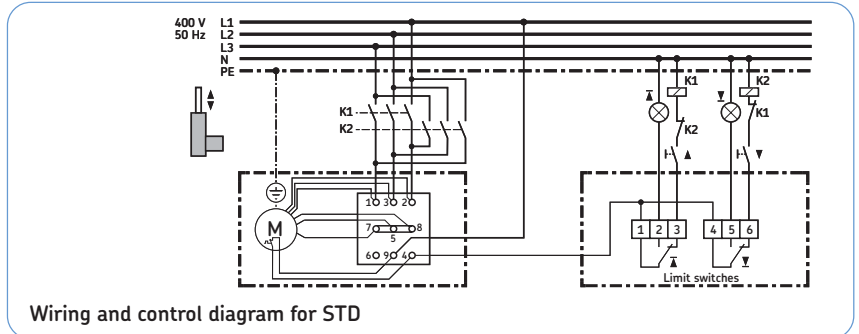 400 V L1
50 Hz L2
L3
N
PE
K1
K2
K1
K2
K2
K1
1 3 2
M
7 8
5
6 9 4
1 2 3 4 5 6
Limit switches
Wiring and control diagram for STD